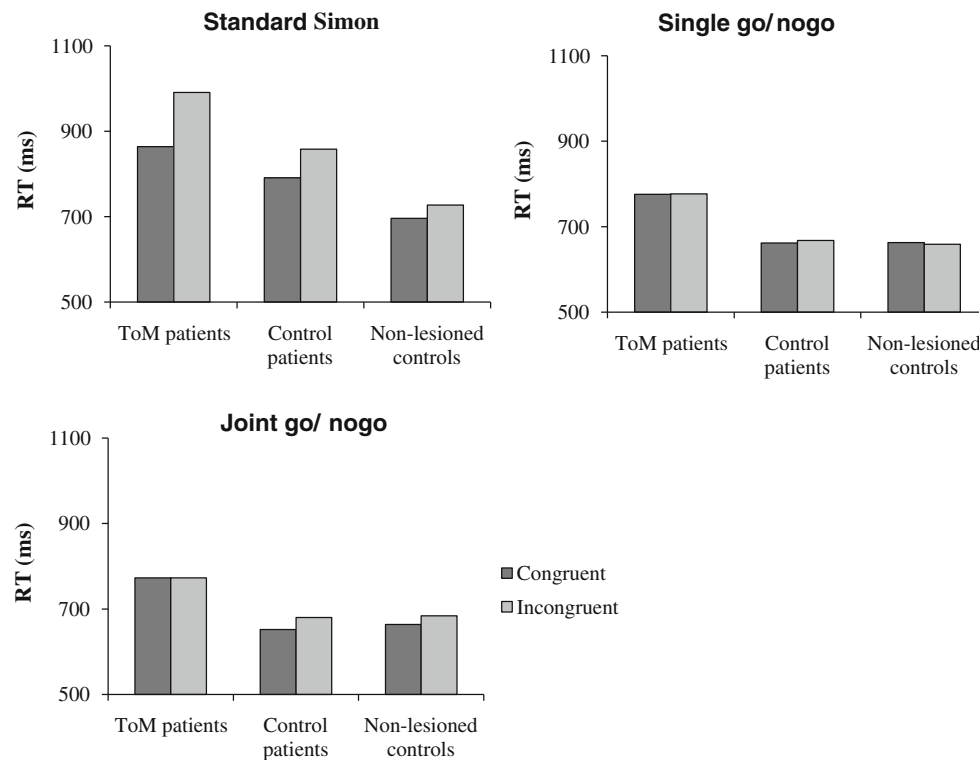 Standard Simon
1100
900
700
500
RT (ms)
ToM patients
Control
patients
Non-lesioned
controls
Single go/ nogo
1100
900
700
500
RT (ms)
ToM patients
Control
patients
Non-lesioned
controls
Joint go/ nogo
1100
900
700
500
RT (ms)
ToM patients
Control
patients
Non-lesioned
controls
Congruent
Incongruent